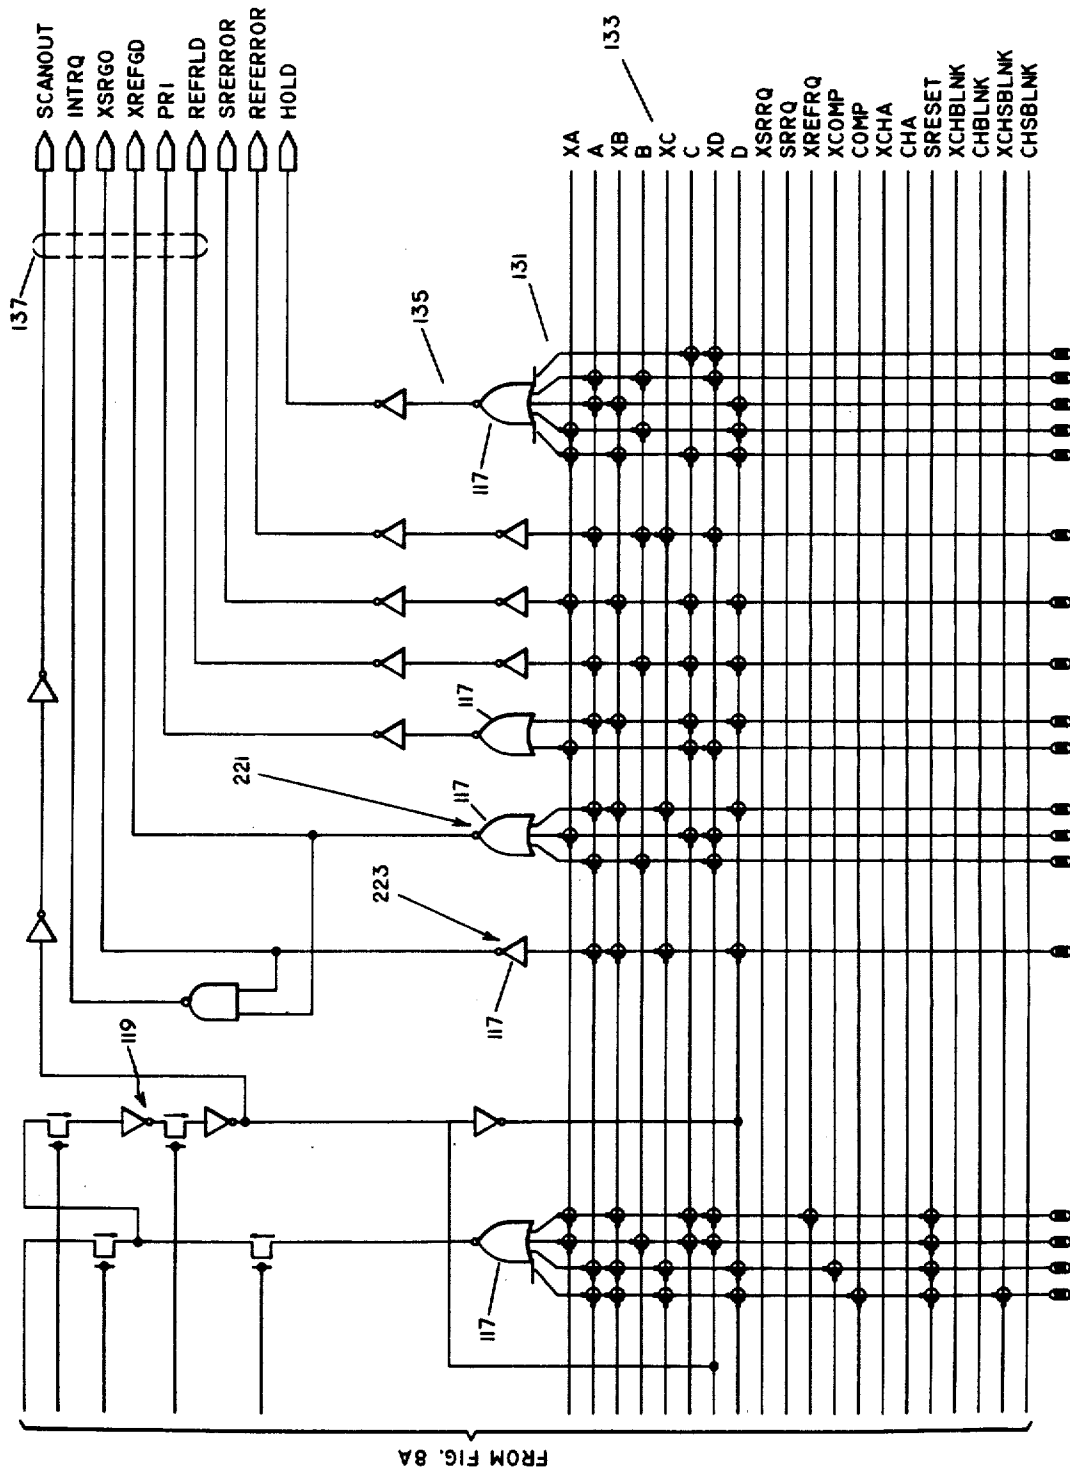 SCANOUT
INTRQ
XSRGO
XREFGD
PRI
REFRLD
SRERROR
REFERROR
HOLD
137
133
135
131
117
117
221
117
223
117
119
117
XA
A
XB
B
XC
C
XD
D
XSRRQ
SRRQ
XREFRQ
XCOMP
COMP
XCHA
CHA
SRESET
XCHBLNK
CHBLNK
XCHSBLNK
CHSBLNK
FROM FIG. 8A